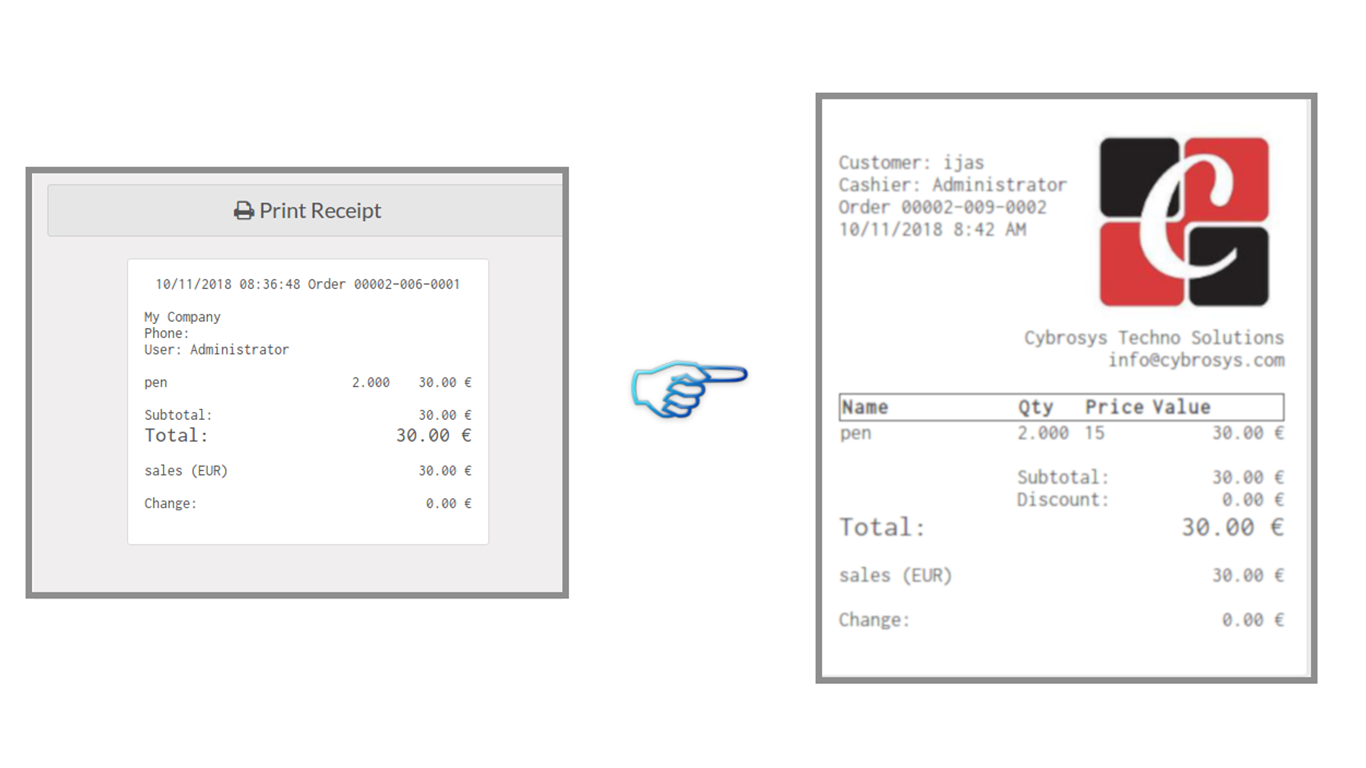 Print Receipt
10/11/2018 08:36:48 Order 00002-006-0001
My Company
Phone:
User: Administrator
pen 2.000 30.00 €
Subtotal: 30.00 €
Total: 30.00 €
sales (EUR) 30.00 €
Change: 0.00 €
Customer: ijas
Cashier: Administrator
Order 00002-009-0002
10/11/2018 8:42 AM
C
Cybrosys Techno Solutions
info@cybrosys.com
Name Qty Price Value
pen 2.000 15 30.00 €
Subtotal: 30.00 €
Discount: 0.00 €
Total: 30.00 €
sales (EUR) 30.00 €
Change: 0.00 €